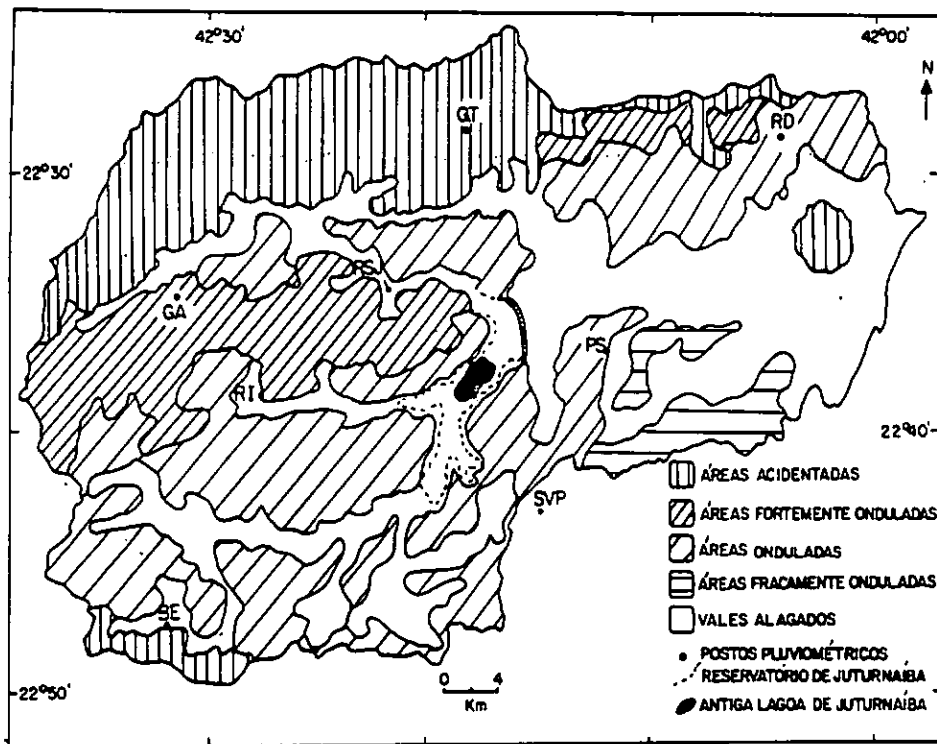 42°30'
42°00'
N
GT
RD
22°30'
FS
GA
PS
RI
22°40'
SVP
BE
0 4
Km
ÁREAS ACIDENTADAS
ÁREAS FORTEMENTE ONDULADAS
ÁREAS ONDULADAS
ÁREAS FRACAMENTE ONDULADAS
VALES ALAGADOS
POSTOS PLUVIOMÉTRICOS
RESERVATÓRIO DE JUTURNAÍBA
ANTIGA LAGOA DE JUTURNAÍBA
22°50'